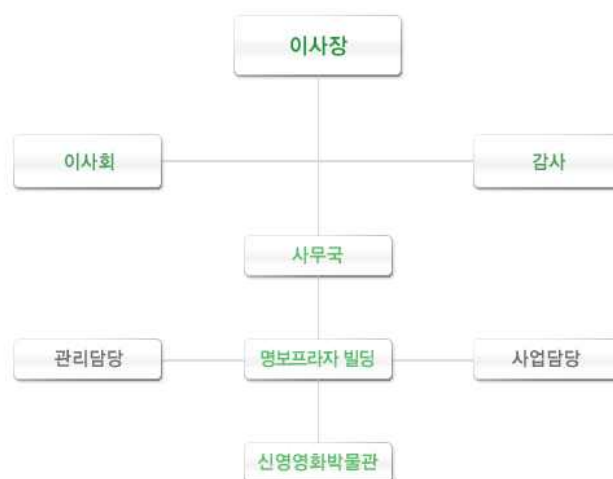 이사장
이사회
감사
사무국
관리담당
명보프라자 빌딩
사업담당
신영영화박물관